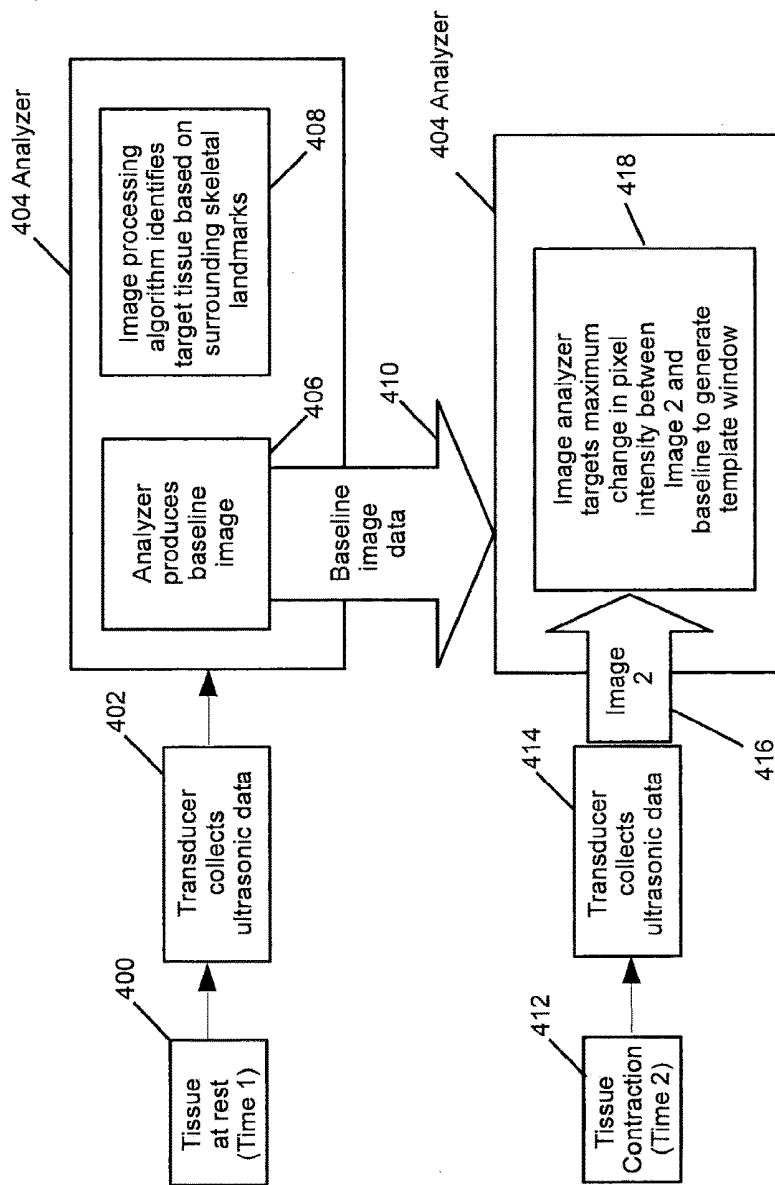 400
Tissue
at rest
(Time 1)
402
Transducer
collects
ultrasonic data
404 Analyzer
406
Analyzer
produces
baseline
image
408
Image processing
algorithm identifies
target tissue based on
surrounding skeletal
landmarks
410
Baseline
image
data
412
Tissue
Contraction
(Time 2)
414
Transducer
collects
ultrasonic data
416
Image
2
404 Analyzer
418
Image analyzer
targets maximum
change in pixel
intensity between
Image 2 and
baseline to generate
template window